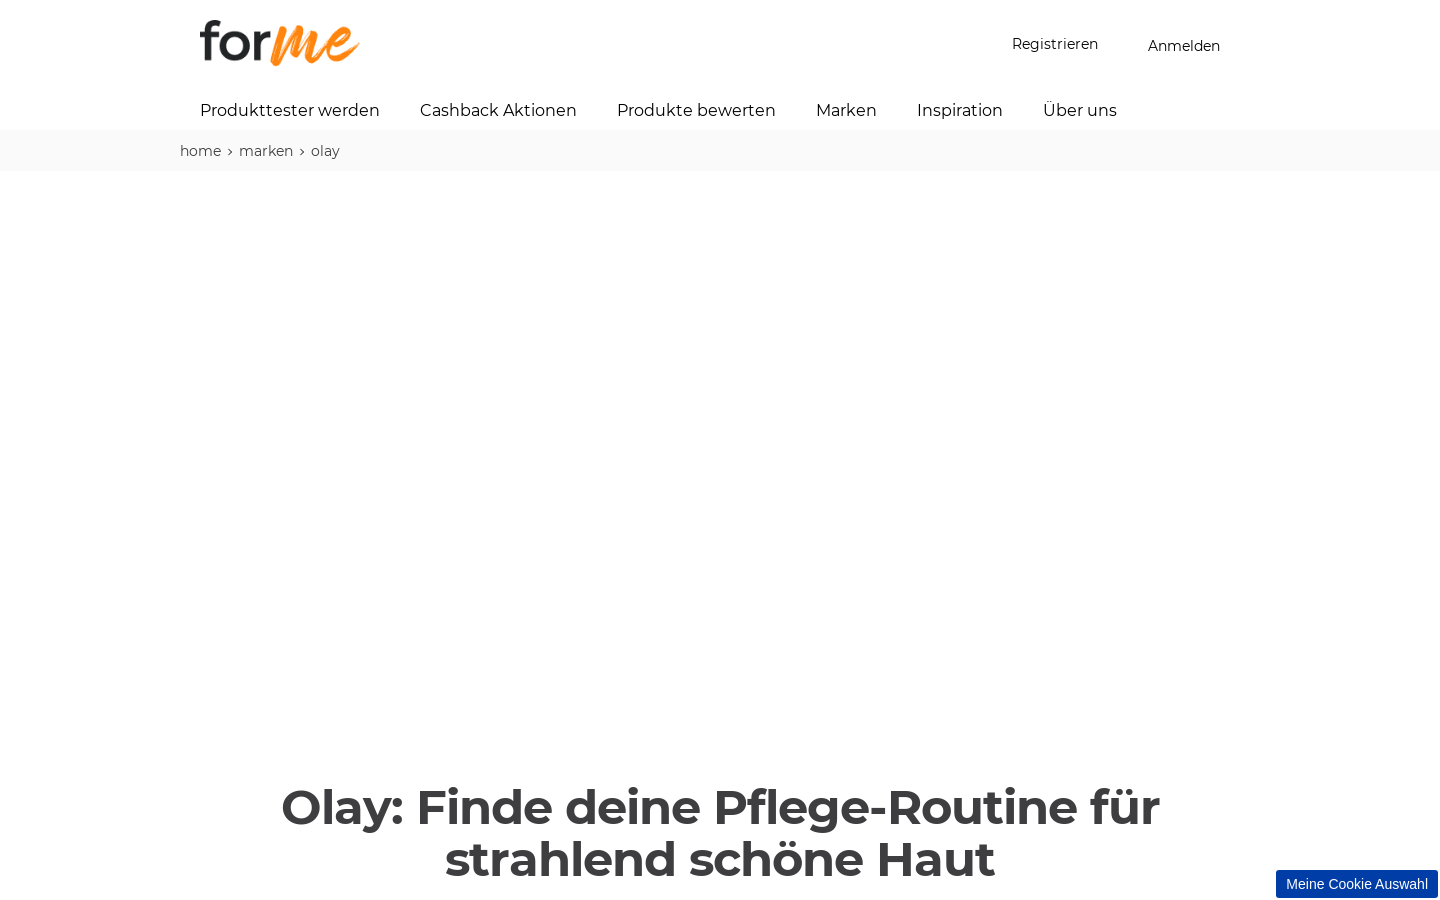 forme
Registrieren
Anmelden
Produkttester werden
Cashback Aktionen
Produkte bewerten
Marken
Inspiration
Über uns
home › marken › olay
Olay: Finde deine Pflege-Routine für
strahlend schöne Haut
Meine Cookie Auswahl